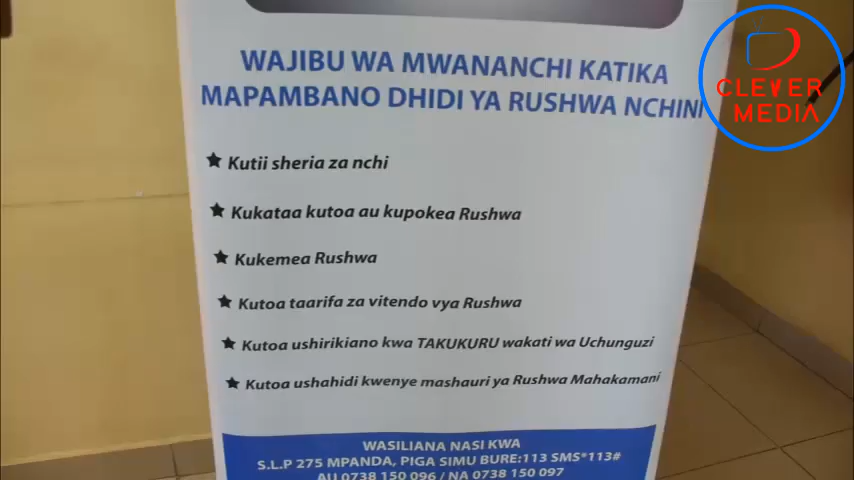 WAJIBU WA MWANANCHI KATIKA
MAPAMBANO DHIDI YA RUSHWA NCHINI
Kutii sheria za nchi
Kukataa kutoa au kupokea Rushwa
Kukemea Rushwa
Kutoa taarifa za vitendo vya Rushwa
Kutoa ushirikiano kwa TAKUKURU wakati wa Uchunguzi
Kutoa ushahidi kwenye mashauri ya Rushwa Mahakamani
WASILIANA NASI KWA
S.L.P 275 MPANDA, PIGA SIMU BURE:113 SMS*113#
AU 0738 150 096 / NA 0738 150 097
CLEVER
MEDIA